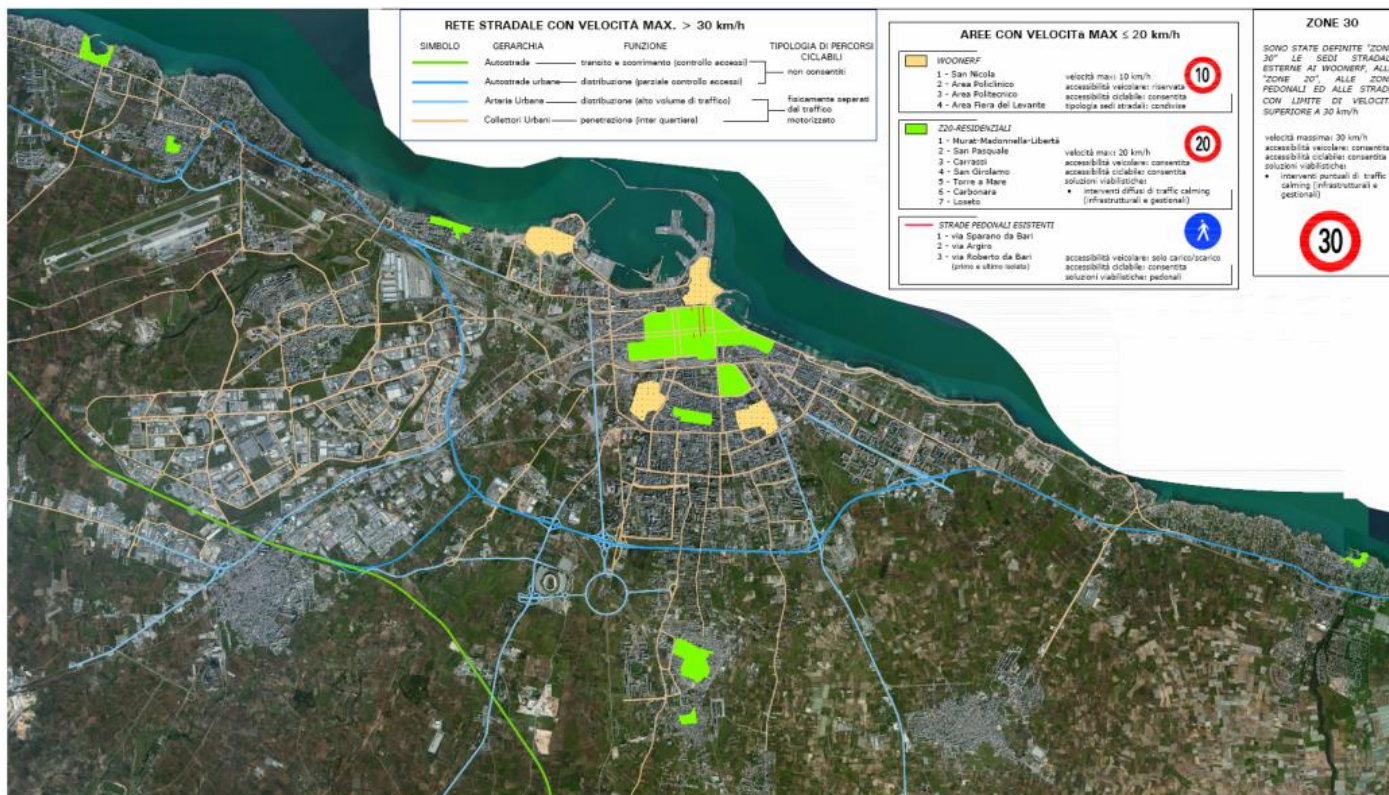 RETE STRADALE CON VELOCITÀ MAX. > 30 km/h
SIMBOLO GERARCHIA FUNZIONE TIPOLOGIA DI PERCORSI CICLABILI
Autostrade transito e scorrimento (controllo accessi)
non consentiti
Autostrade urbane distribuzione (parziale controllo accessi)
Arterie Urbane distribuzione (alto volume di traffico)
fisicamente separati
dal traffico
motorizzato
Collettori Urbani penetrazione (inter quartiere)
AREE CON VELOCITà MAX ≤ 20 km/h
WOONERF
1 - San Nicola
2 - Area Policlinico
3 - Area Politecnico
4 - Area Fiera del Levante
velocità max: 10 km/h
accessibilità veicolare: riservata
accessibilità ciclabile: consentita
tipologia sedi stradali: condivise
10
Z20-RESIDENZIALI
1 - Murat-Madonnella-Libertà
2 - San Pasquale
3 - Carrassi
4 - San Girolamo
5 - Torre a Mare
6 - Carbonara
7 - Loseto
velocità max: 20 km/h
accessibilità veicolare: consentita
accessibilità ciclabile: consentita
soluzioni viabilistiche:
• interventi diffusi di traffic calming
(infrastrutturali e gestionali)
20
STRADE PEDONALI ESISTENTI
1 - via Sparano da Bari
2 - via Argiro
3 - via Roberto da Bari
(primo e ultimo isolato)
accessibilità veicolare: solo carico/scarico
accessibilità ciclabile: consentita
soluzioni viabilistiche: pedonali
ZONE 30
SONO STATE DEFINITE "ZON
30" LE SEDI STRADAL
ESTERNE AI WOONERF, ALL
"ZONE 20", ALLE ZON
PEDONALI ED ALLE STRAD
CON LIMITE DI VELOCIT
SUPERIORE A 30 km/h
velocità massima: 30 km/h
accessibilità veicolare: consentita
accessibilità ciclabile: consentita
soluzioni viabilistiche:
• interventi puntuali di traffic
calming (infrastrutturali e
gestionali)
30